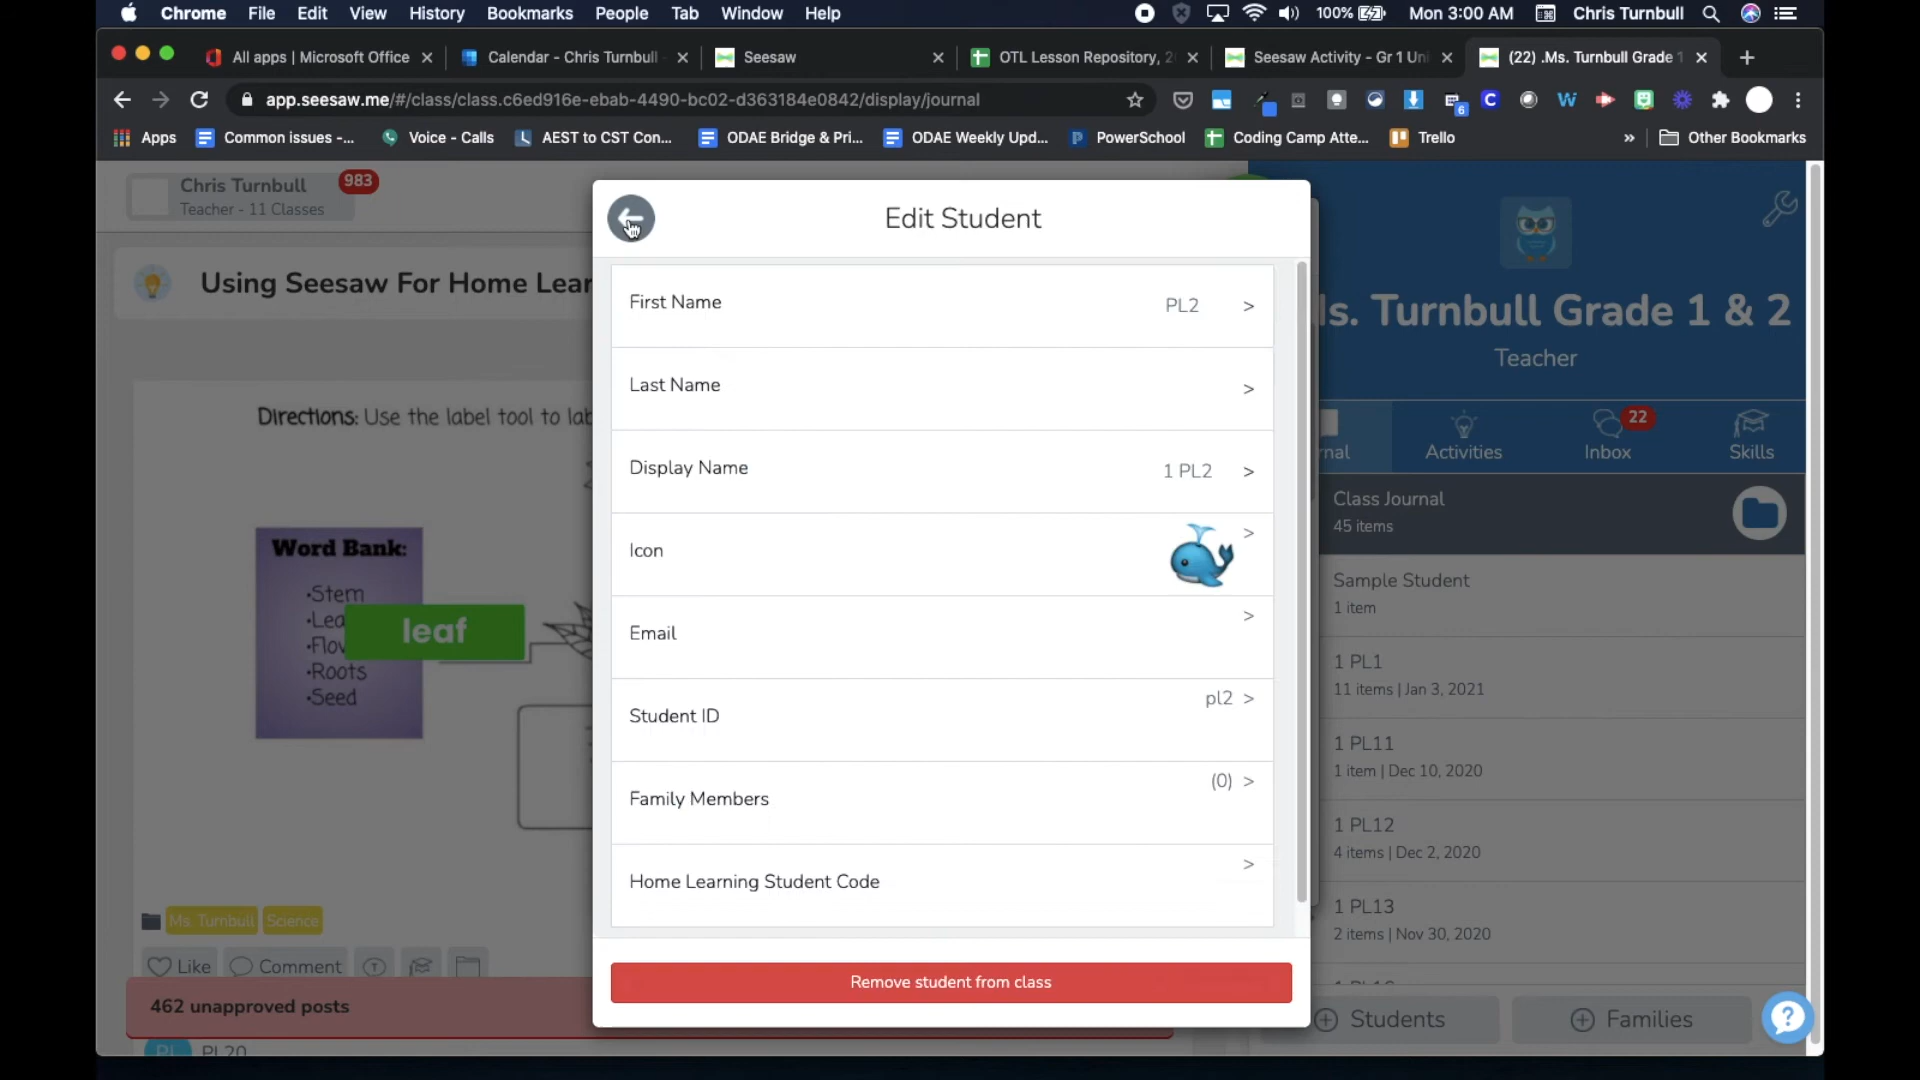 Chrome File Edit View History Bookmarks People Tab Window Help
100% Mon 3:00 AM Chris Turnbull
All apps | Microsoft Office
Calendar - Chris Turnbull
Seesaw
OTL Lesson Repository, 2
Seesaw Activity - Gr 1 Uni
(22) .Ms. Turnbull Grade 1
app.seesaw.me/#/class/class.c6ed916e-ebab-4490-bc02-d363184e0842/display/journal
6
Apps
Common issues -...
Voice - Calls
AEST to CST Con...
ODAE Bridge & Pri...
ODAE Weekly Upd...
PowerSchool
Coding Camp Atte...
Trello
»
Other Bookmarks
Chris Turnbull
983
Teacher - 11 Classes
Using Seesaw For Home Lear
Directions: Use the label tool to lab
Word Bank:
•Stem
•Lea
•Flov
•Roots
•Seed
leaf
Ms. Turnbull
Science
Like
Comment
462 unapproved posts
PL
PL20
Edit Student
First Name PL2 >
Last Name >
Display Name 1 PL2 >
Icon >
Email >
Student ID pl2 >
Family Members (0) >
Home Learning Student Code >
Remove student from class
s. Turnbull Grade 1 & 2
Teacher
rnal
Activities
Inbox
22
Skills
Class Journal
45 items
Sample Student
1 item
1 PL1
11 items | Jan 3, 2021
1 PL11
1 item | Dec 10, 2020
1 PL12
4 items | Dec 2, 2020
1 PL13
2 items | Nov 30, 2020
Students
Families
?